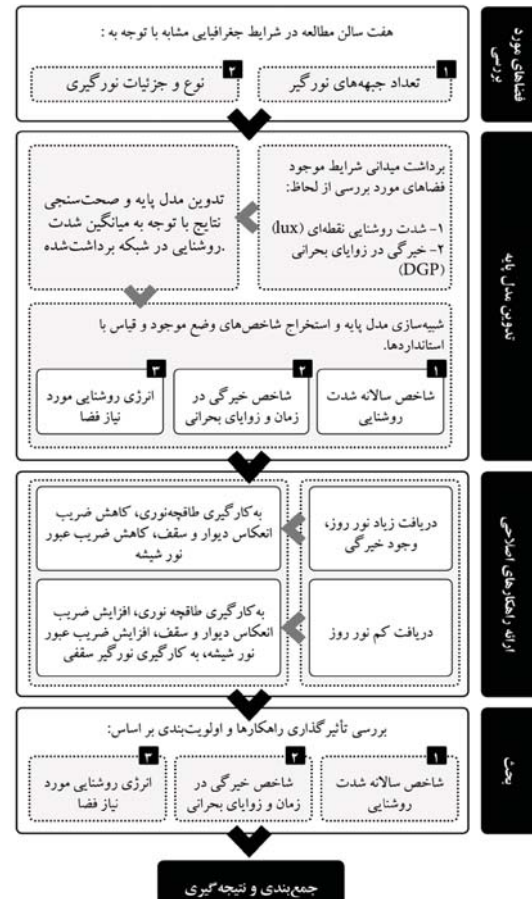 فضاهای مورد
بررسی
هفت سالن مطالعه در شرایط جغرافیایی مشابه با توجه به :
۱
تعداد جبهه‌های نورگیر
۲
نوع و جزئیات نورگیری
تدوین مدل پایه
برداشت میدانی شرایط موجود
فضاهای مورد بررسی از لحاظ:
۱- شدت روشنایی نقطه‌ای (lux)
۲- خیرگی در زوایای بحرانی
(DGP)
تدوین مدل پایه و صحت‌سنجی
نتایج با توجه به میانگین شدت
روشنایی در شبکه برداشت‌شده.
شبیه‌سازی مدل پایه و استخراج شاخص‌های وضع موجود و قیاس با
استانداردها.
۱
شاخص سالانه شدت
روشنایی
۲
شاخص خیرگی در
زمان و زوایای بحرانی
۳
انرژی روشنایی مورد
نیاز فضا
ارائه راهکارهای اصلاحی
دریافت زیاد نور روز،
وجود خیرگی
به‌کارگیری طاقچه‌نوری، کاهش ضریب
انعکاس دیوار و سقف، کاهش ضریب عبور
نور شیشه
دریافت کم نور روز
به‌کارگیری طاقچه نوری، افزایش ضریب
انعکاس دیوار و سقف، افزایش ضریب عبور
نور شیشه، به کارگیری نورگیر سقفی
بحث
بررسی تأثیرگذاری راهکارها و اولویت‌بندی بر اساس:
۱
شاخص سالانه شدت
روشنایی
۲
شاخص خیرگی در
زمان و زوایای بحرانی
۳
انرژی روشنایی مورد
نیاز فضا
جمع‌بندی و نتیجه‌گیری